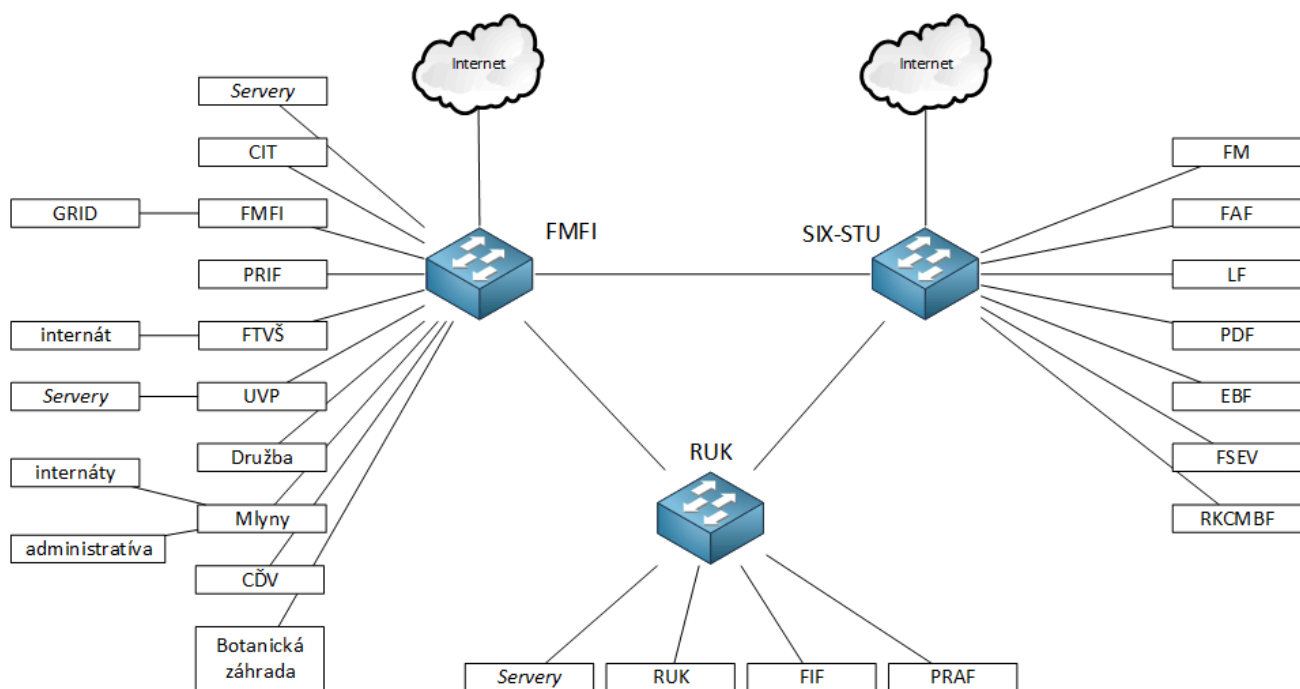 Internet
Internet
Servery
CIT
GRID
FMFI
PRIF
internát
FTVŠ
Servery
UVP
Družba
internáty
Mlyny
administratíva
CĎV
Botanická
záhrada
FMFI
SIX-STU
RUK
FM
FAF
LF
PDF
EBF
FSEV
RKCMBF
Servery
RUK
FIF
PRAF